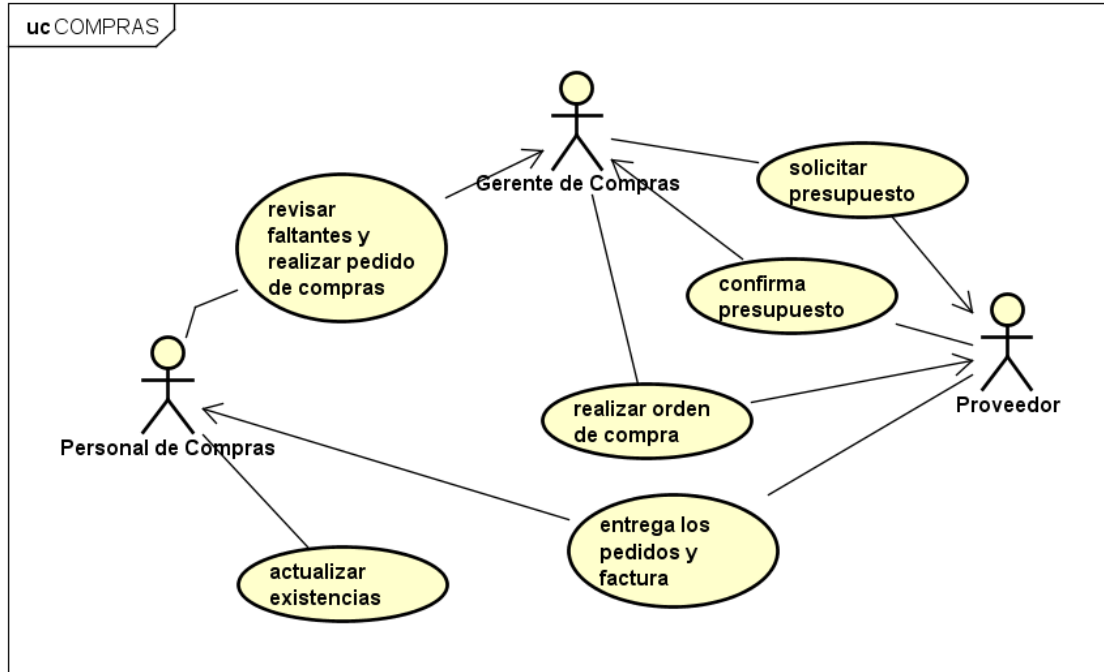 uc COMPRAS
Gerente de Compras
solicitar
presupuesto
revisar
faltantes y
realizar pedido
de compras
confirma
presupuesto
Proveedor
realizar orden
de compra
Personal de Compras
entrega los
pedidos y
factura
actualizar
existencias